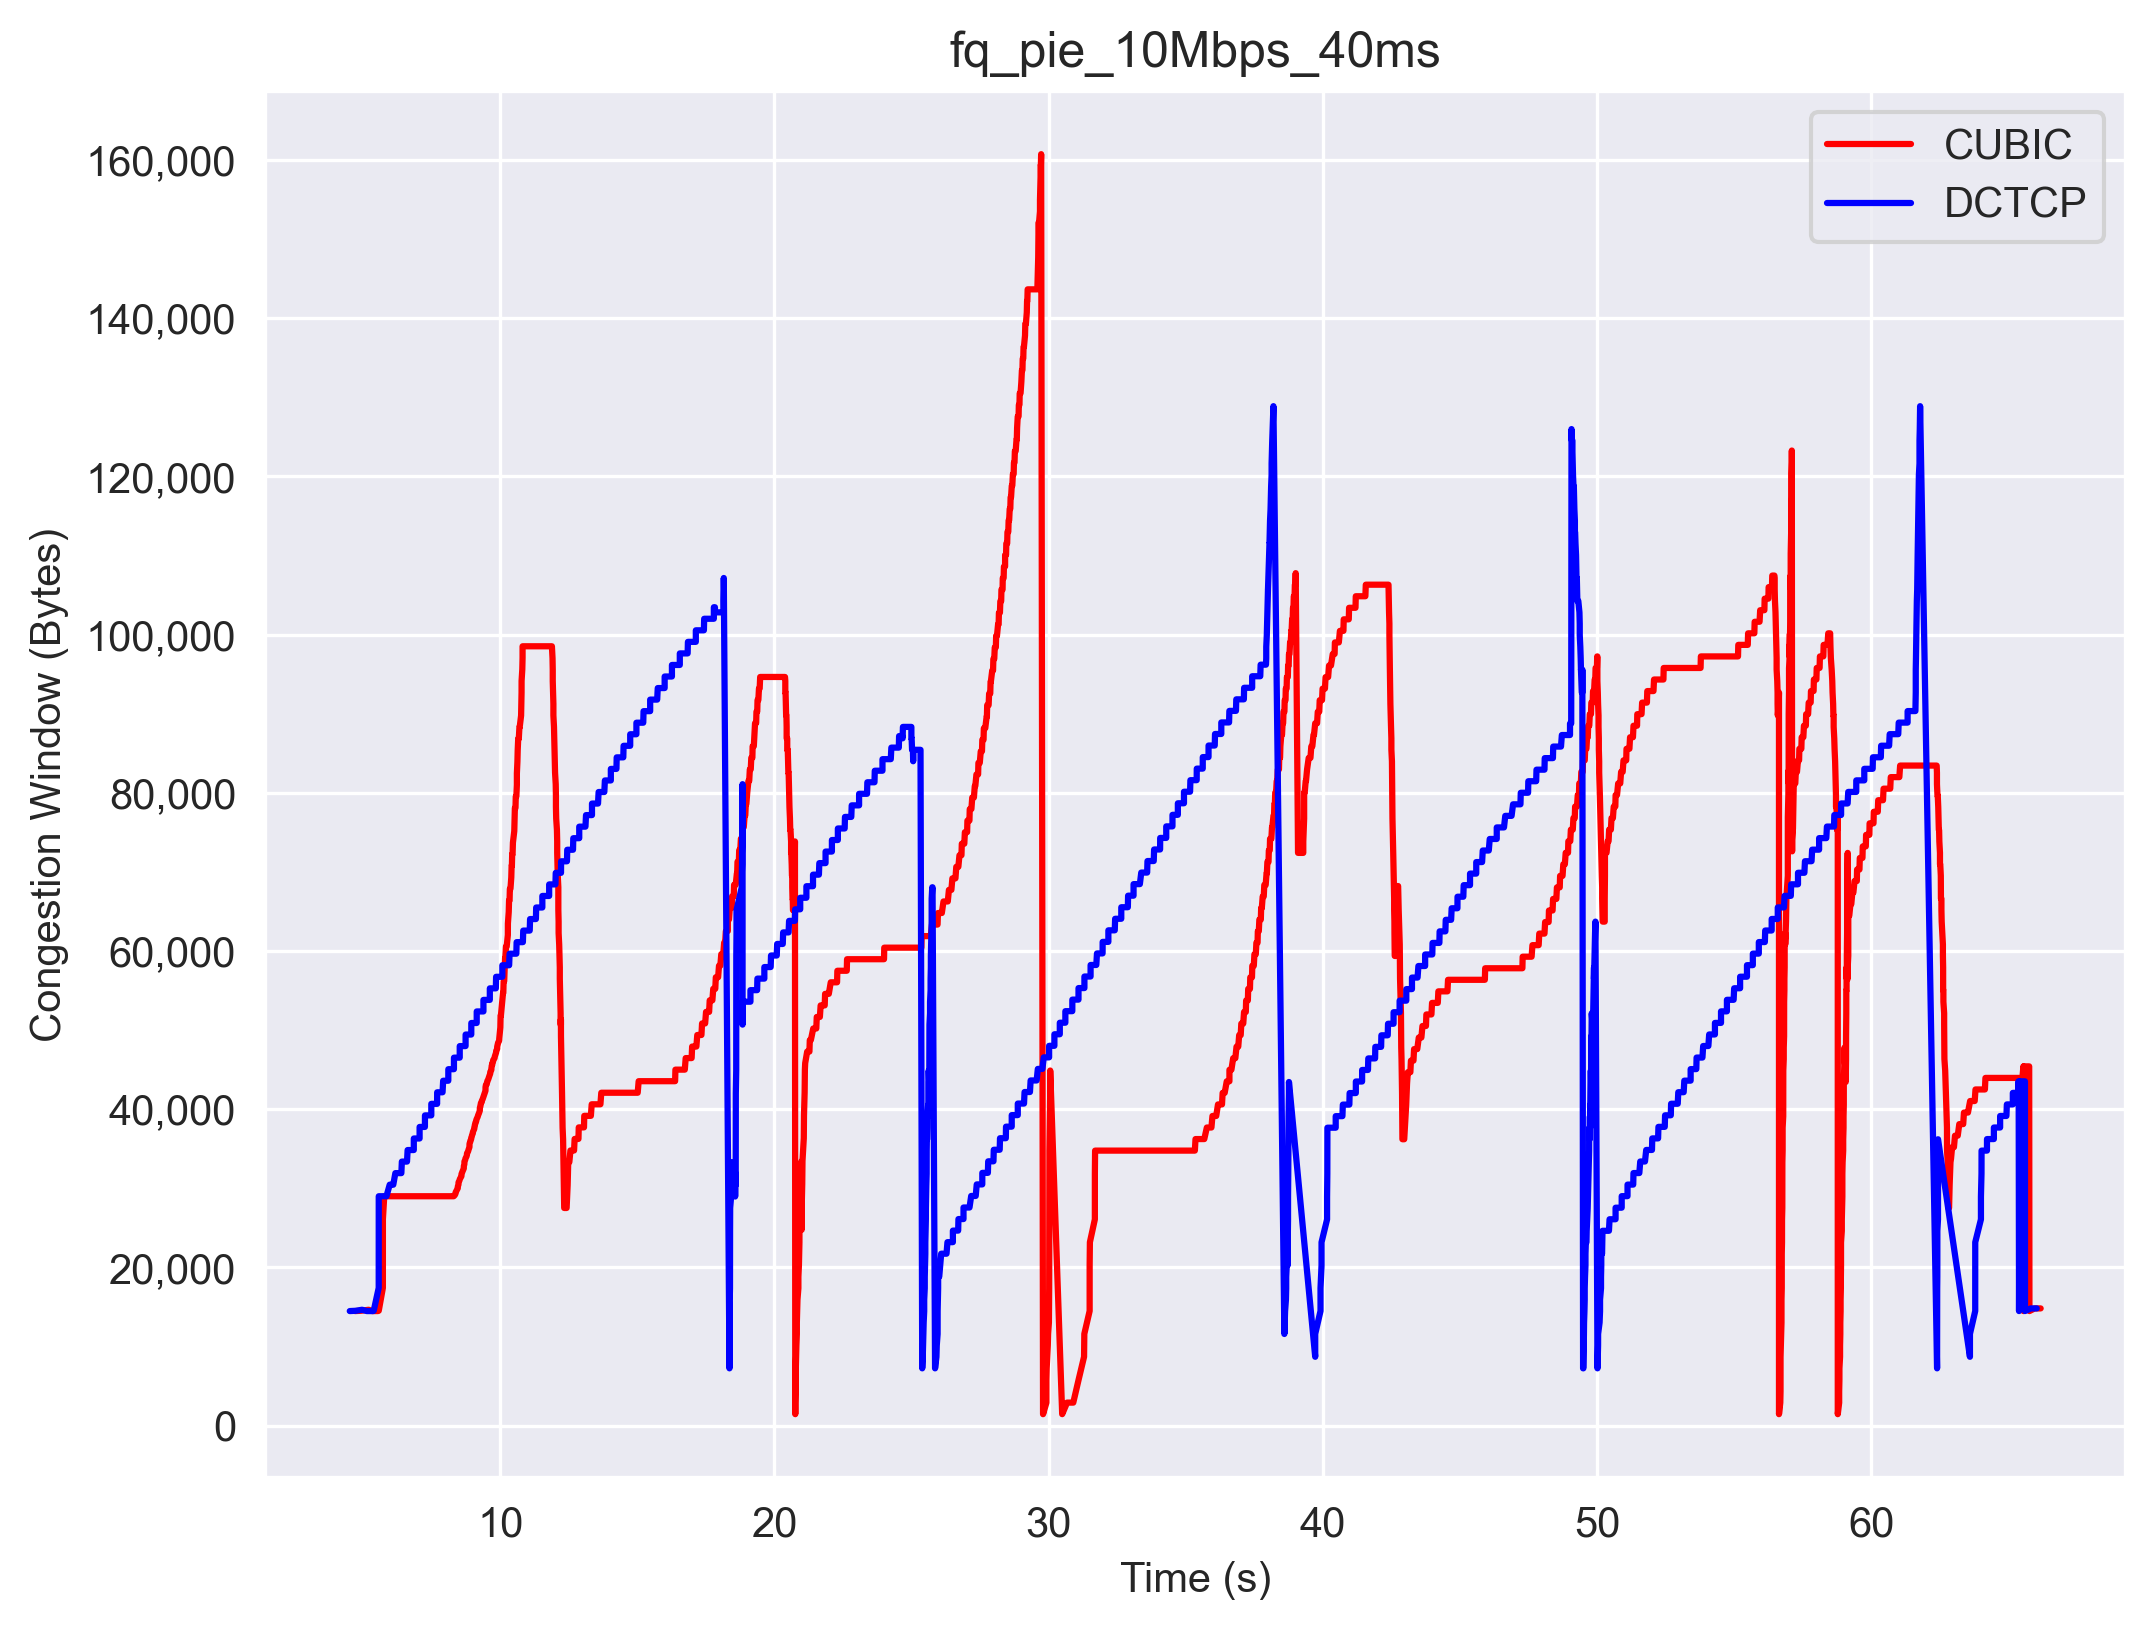 fq_pie_10Mbps_40ms
CUBIC
DCTCP
Congestion Window (Bytes)
160,000
140,000
120,000
100,000
80,000
60,000
40,000
20,000
0
10 20 30 40 50 60
Time (s)